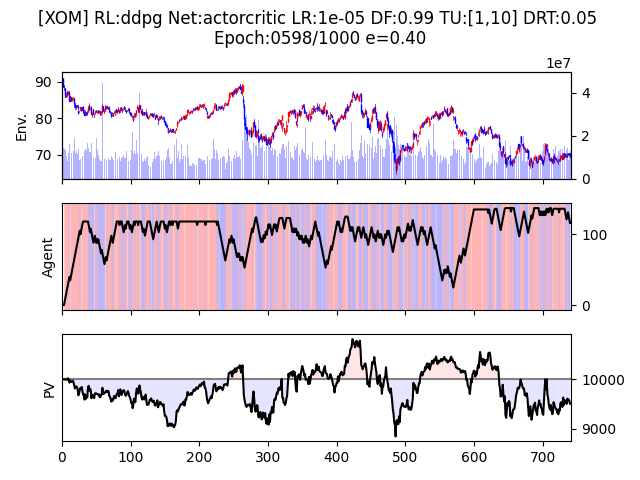 [XOM] RL:ddpg Net:actorcritic LR:1e-05 DF:0.99 TU:[1,10] DRT:0.05
Epoch:0598/1000 e=0.40
1e7
90
80
70
Env.
4
2
0
Agent
100
0
PV
10000
9000
0 100 200 300 400 500 600 700